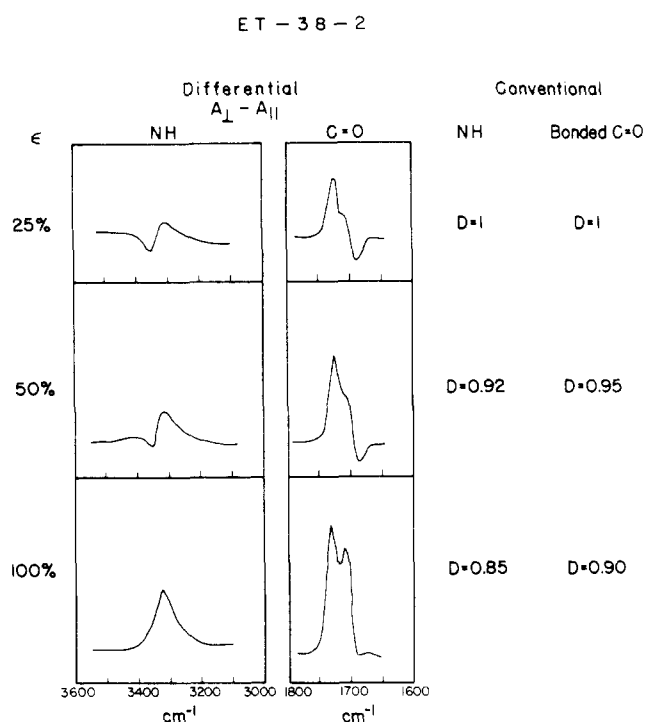 ET-38-2
Differential Conventional
A⊥ - A||
ε NH C=O NH Bonded C=O
25% D=1 D=1
50% D=0.92 D=0.95
100% D=0.85 D=0.90
3600 3400 3200 3000 1800 1700 1600
cm⁻¹ cm⁻¹